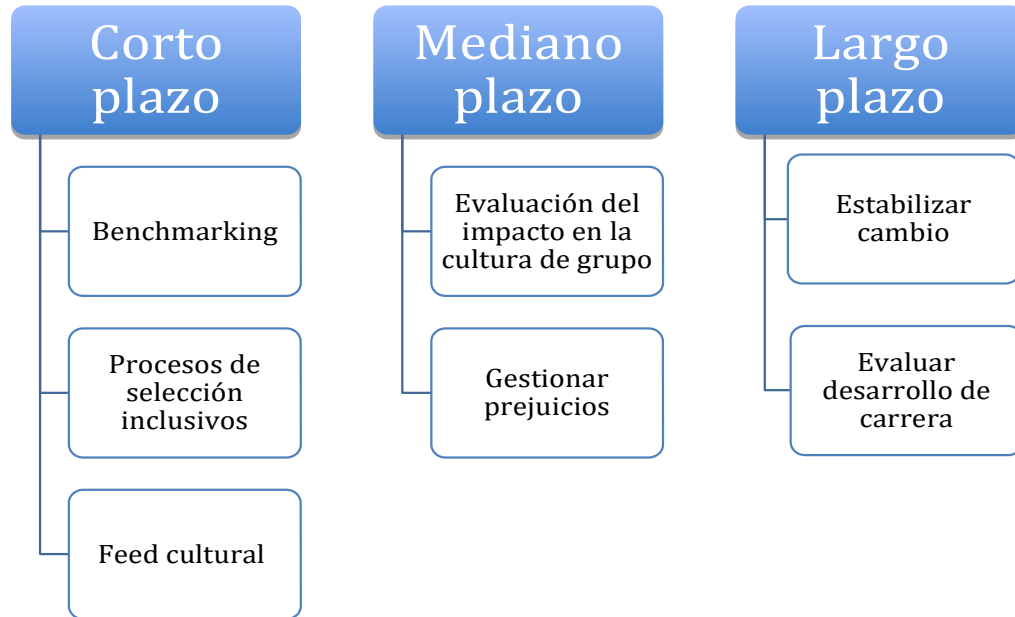 Corto
plazo
Benchmarking
Procesos de
selección
inclusivos
Feed cultural
Mediano
plazo
Evaluación del
impacto en la
cultura de grupo
Gestionar
prejuicios
Largo
plazo
Estabilizar
cambio
Evaluar
desarrollo de
carrera